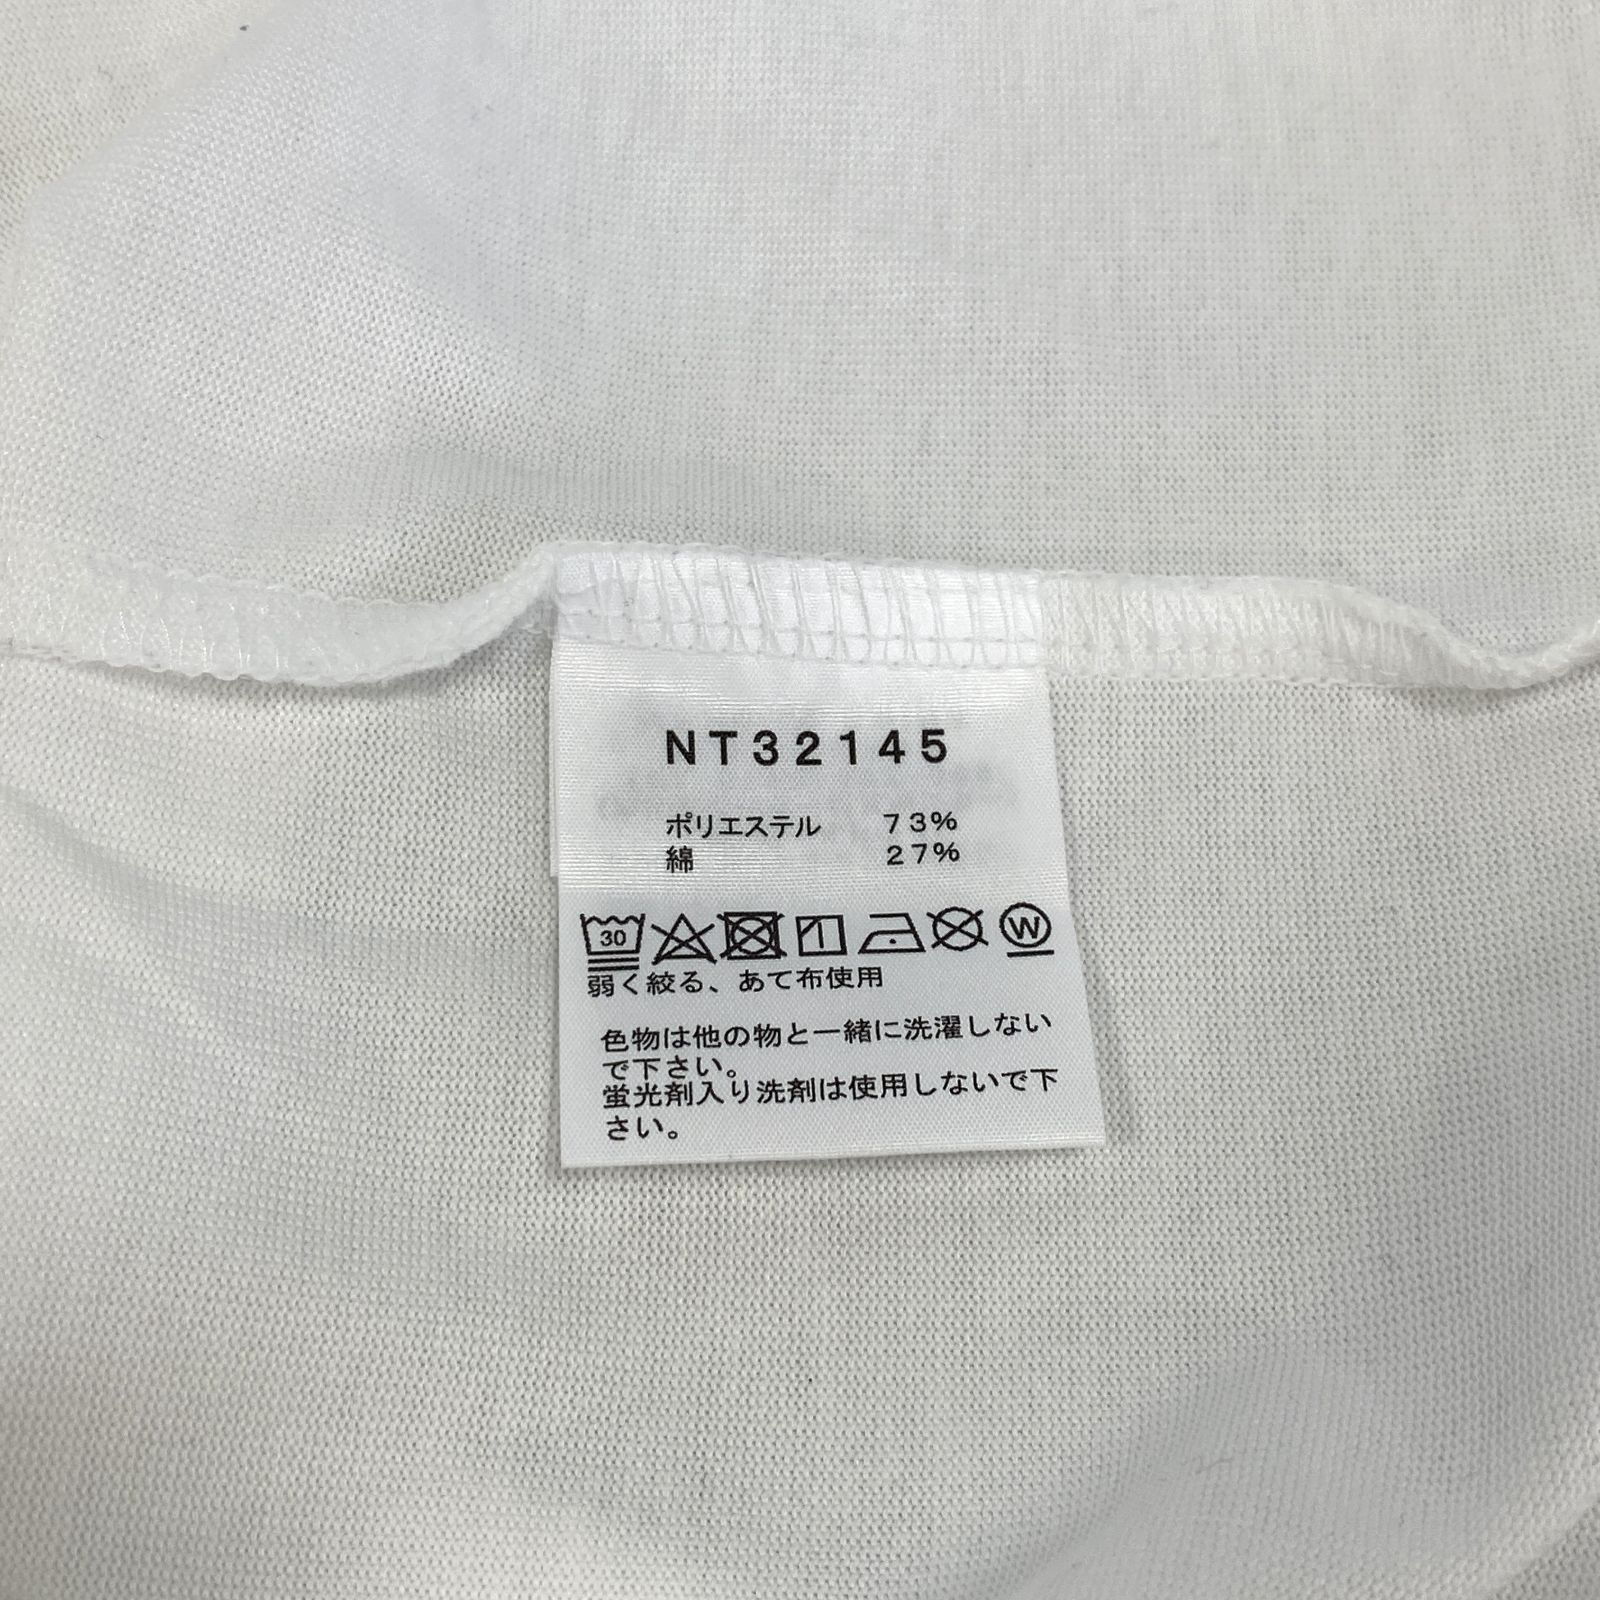 NT32145
ポリエステル 73%
綿 27%
30 W
弱く絞る、あて布使用
色物は他の物と一緒に洗濯しない
で下さい。
蛍光剤入り洗剤は使用しないで下
さい。